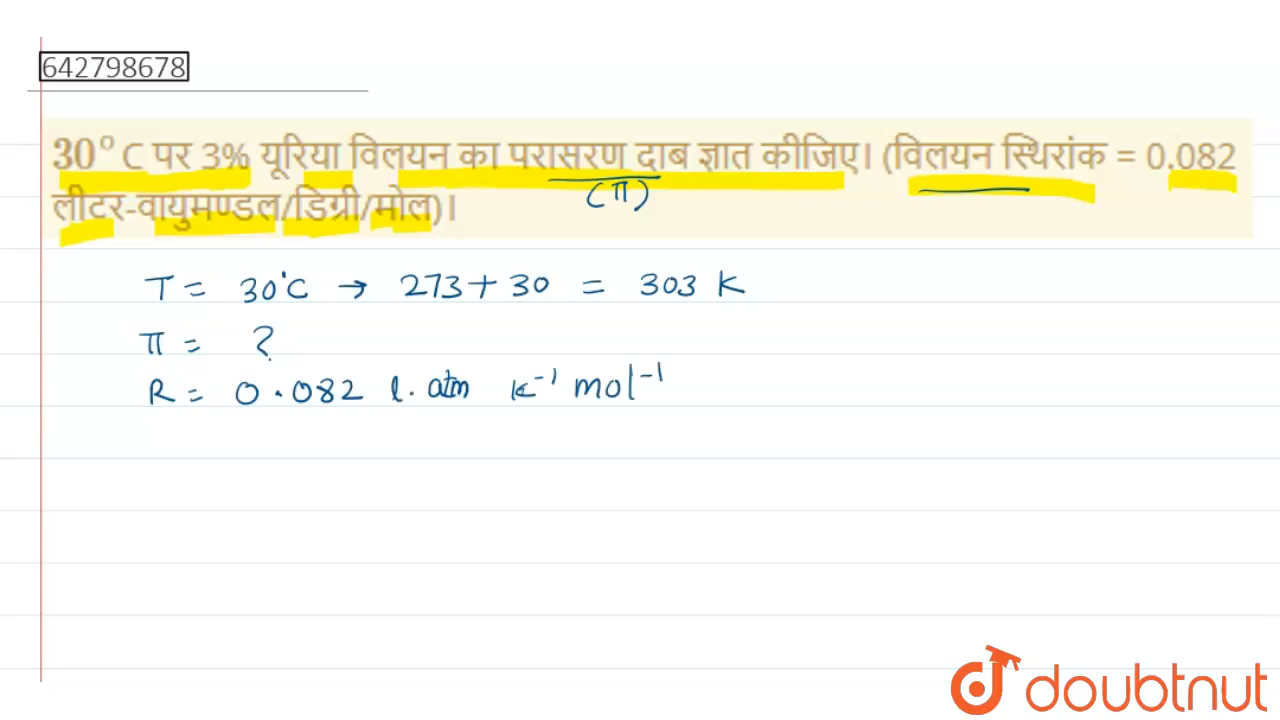 642798678
30° C पर 3% यूरिया विलयन का परासरण दाब ज्ञात कीजिए। (विलयन स्थिरांक = 0.082
(π)
लीटर-वायुमण्डल/डिग्री/मोल)।
T = 30°C → 273 + 30 = 303 K
π = ?
R = 0.082 l. atm K⁻¹ mol⁻¹
doubtnut